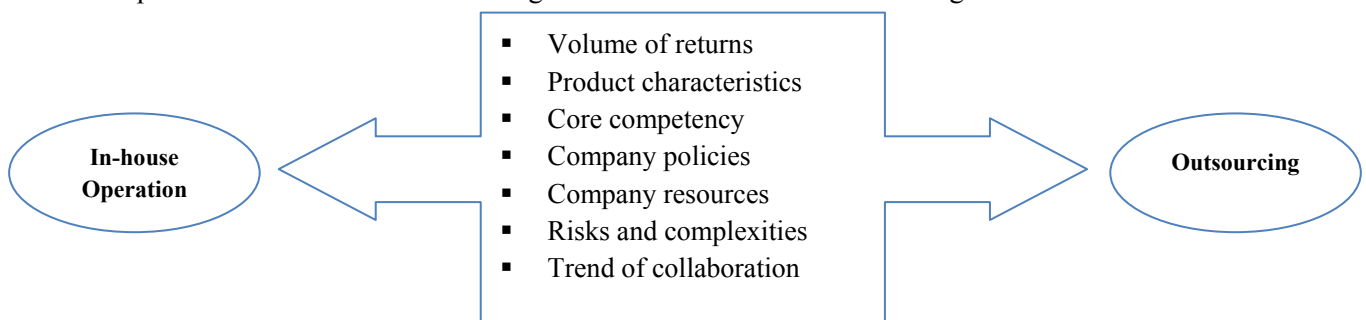 ▪ Volume of returns
▪ Product characteristics
▪ Core competency
▪ Company policies
▪ Company resources
▪ Risks and complexities
▪ Trend of collaboration
In-house
Operation
Outsourcing